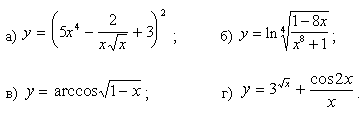 а) y = (5x⁴ − 2/(x√x) + 3)² ; б) y = ln ⁴√((1−8x)/(x⁸+1)) ;
в) y = arccos√(1−x) ; г) y = 3^(√x) + (cos2x)/x .